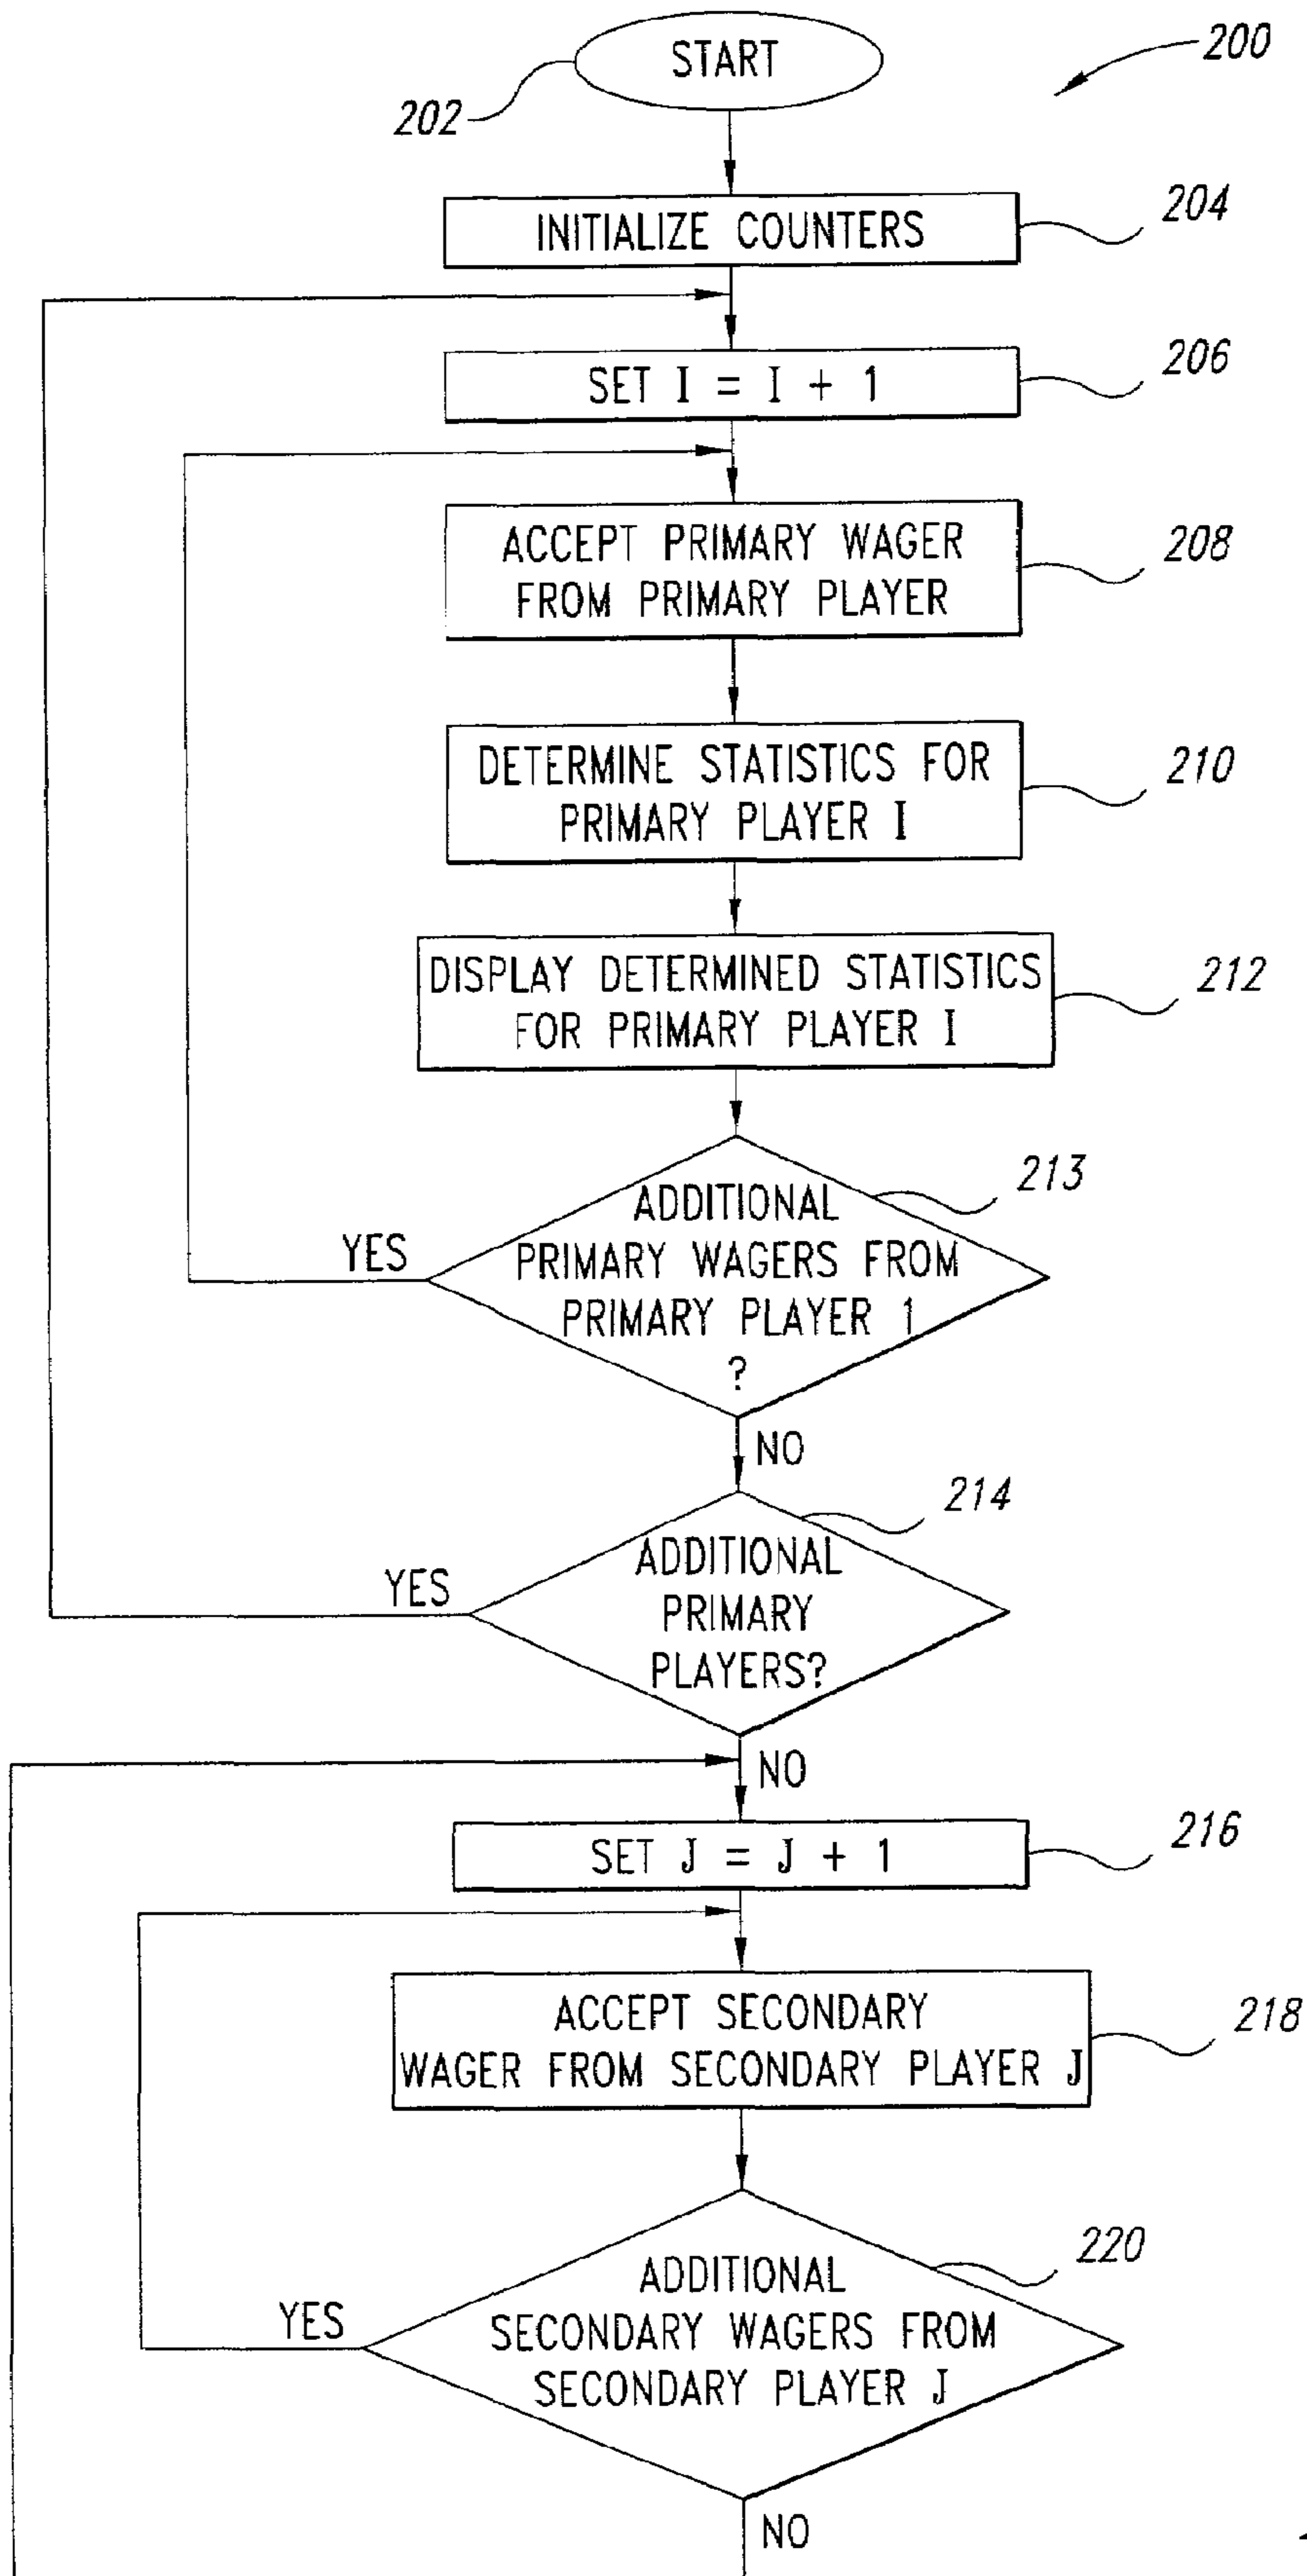 START
200
202
INITIALIZE COUNTERS
204
SET I = I + 1
206
ACCEPT PRIMARY WAGER
FROM PRIMARY PLAYER
208
DETERMINE STATISTICS FOR
PRIMARY PLAYER I
210
DISPLAY DETERMINED STATISTICS
FOR PRIMARY PLAYER I
212
ADDITIONAL
PRIMARY WAGERS FROM
PRIMARY PLAYER 1
?
213
YES
NO
ADDITIONAL
PRIMARY
PLAYERS?
214
YES
NO
SET J = J + 1
216
ACCEPT SECONDARY
WAGER FROM SECONDARY PLAYER J
218
ADDITIONAL
SECONDARY WAGERS FROM
SECONDARY PLAYER J
220
YES
NO